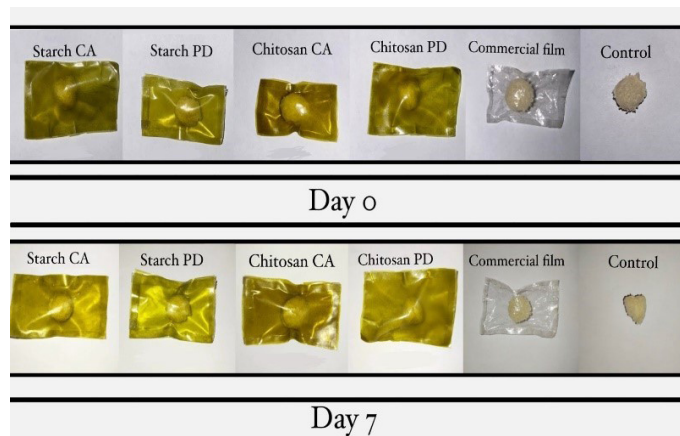 Starch CA Starch PD Chitosan CA Chitosan PD Commercial film Control
Day 0
Starch CA Starch PD Chitosan CA Chitosan PD Commercial film Control
Day 7